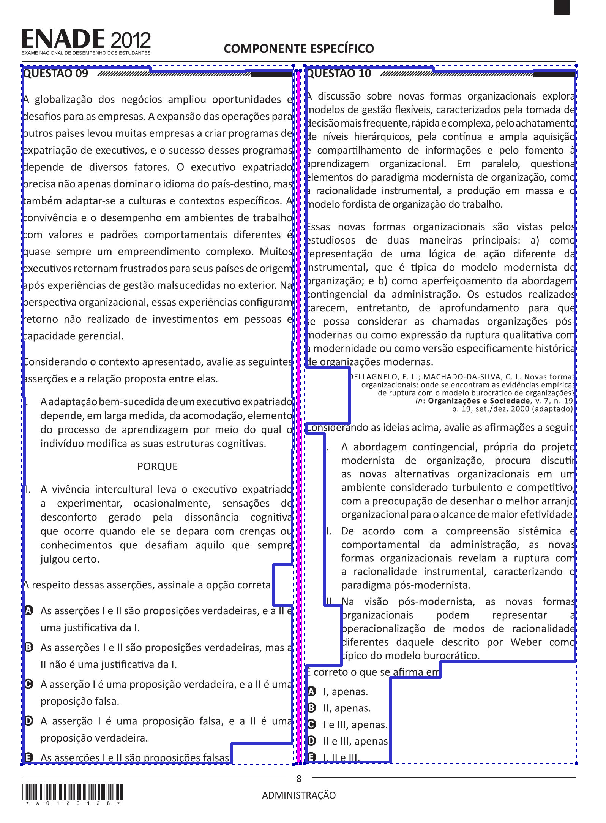 ENADE 2012
EXAME NACIONAL DE DESEMPENHO DOS ESTUDANTES
COMPONENTE ESPECÍFICO
QUESTÃO 09
A globalização dos negócios ampliou oportunidades e
desafios para as empresas. A expansão das operações para
outros países levou muitas empresas a criar programas de
expatriação de executivos, e o sucesso desses programas
depende de diversos fatores. O executivo expatriado
precisa não apenas dominar o idioma do país-destino, mas
também adaptar-se a culturas e contextos específicos. A
convivência e o desempenho em ambientes de trabalho
com valores e padrões comportamentais diferentes é
quase sempre um empreendimento complexo. Muitos
executivos retornam frustrados para seus países de origem
após experiências de gestão malsucedidas no exterior. Na
perspectiva organizacional, essas experiências configuram
retorno não realizado de investimentos em pessoas e
capacidade gerencial.
Considerando o contexto apresentado, avalie as seguintes
asserções e a relação proposta entre elas.
I. A adaptação bem-sucedida de um executivo expatriado
depende, em larga medida, da acomodação, elemento
do processo de aprendizagem por meio do qual o
indivíduo modifica as suas estruturas cognitivas.
PORQUE
II. A vivência intercultural leva o executivo expatriado
a experimentar, ocasionalmente, sensações de
desconforto gerado pela dissonância cognitiva
que ocorre quando ele se depara com crenças ou
conhecimentos que desafiam aquilo que sempre
julgou certo.
A respeito dessas asserções, assinale a opção correta.
A As asserções I e II são proposições verdadeiras, e a II é
uma justificativa da I.
B As asserções I e II são proposições verdadeiras, mas a
II não é uma justificativa da I.
C A asserção I é uma proposição verdadeira, e a II é uma
proposição falsa.
D A asserção I é uma proposição falsa, e a II é uma
proposição verdadeira.
E As asserções I e II são proposições falsas.
QUESTÃO 10
A discussão sobre novas formas organizacionais explora
modelos de gestão flexíveis, caracterizados pela tomada de
decisão mais frequente, rápida e complexa, pelo achatamento
de níveis hierárquicos, pela contínua e ampla aquisição
e compartilhamento de informações e pelo fomento à
aprendizagem organizacional. Em paralelo, questiona
elementos do paradigma modernista de organização, como
a racionalidade instrumental, a produção em massa e o
modelo fordista de organização do trabalho.
Essas novas formas organizacionais são vistas pelos
estudiosos de duas maneiras principais: a) como
representação de uma lógica de ação diferente da
instrumental, que é típica do modelo modernista de
organização; e b) como aperfeiçoamento da abordagem
contingencial da administração. Os estudos realizados
carecem, entretanto, de aprofundamento para que
se possa considerar as chamadas organizações pós-
modernas ou como expressão da ruptura qualitativa com
a modernidade ou como versão especificamente histórica
de organizações modernas.
DELLAGNELO, E. L.; MACHADO-DA-SILVA, C. L. Novas formas
organizacionais: onde se encontram as evidências empíricas
de ruptura com o modelo burocrático de organizações?
In: Organizações e Sociedade, v. 7, n. 19
p. 19, set./dez. 2000 (adaptado).
Considerando as ideias acima, avalie as afirmações a seguir.
I. A abordagem contingencial, própria do projeto
modernista de organização, procura discutir
as novas alternativas organizacionais em um
ambiente considerado turbulento e competitivo,
com a preocupação de desenhar o melhor arranjo
organizacional para o alcance de maior efetividade.
II. De acordo com a compreensão sistêmica e
comportamental da administração, as novas
formas organizacionais revelam a ruptura com
a racionalidade instrumental, caracterizando o
paradigma pós-modernista.
III. Na visão pós-modernista, as novas formas
organizacionais podem representar a
operacionalização de modos de racionalidade
diferentes daquele descrito por Weber como
típico do modelo burocrático.
É correto o que se afirma em
A I, apenas.
B II, apenas.
C I e III, apenas.
D II e III, apenas.
E I, II e III.
8
ADMINISTRAÇÃO